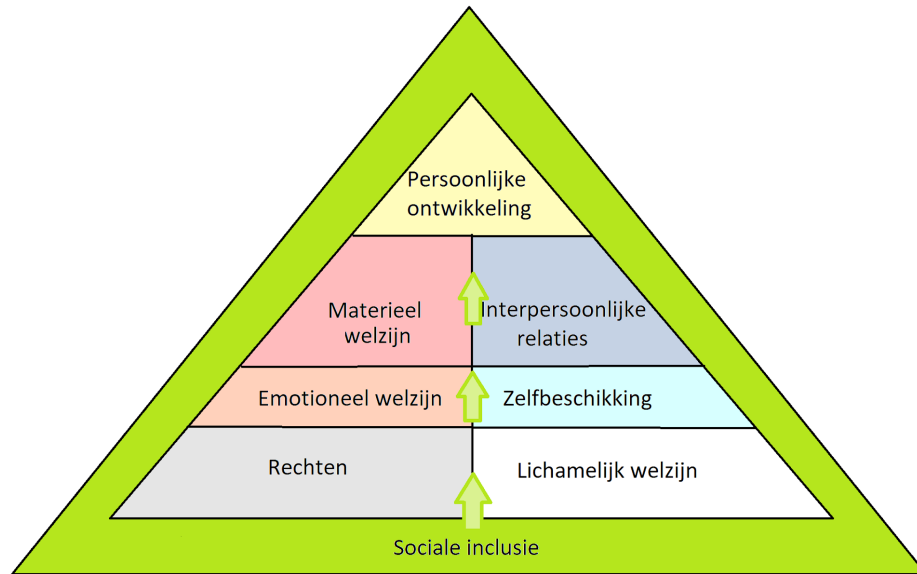 Persoonlijke
ontwikkeling
Materieel
welzijn
Interpersoonlijke
relaties
Emotioneel welzijn
Zelfbeschikking
Rechten
Lichamelijk welzijn
Sociale inclusie